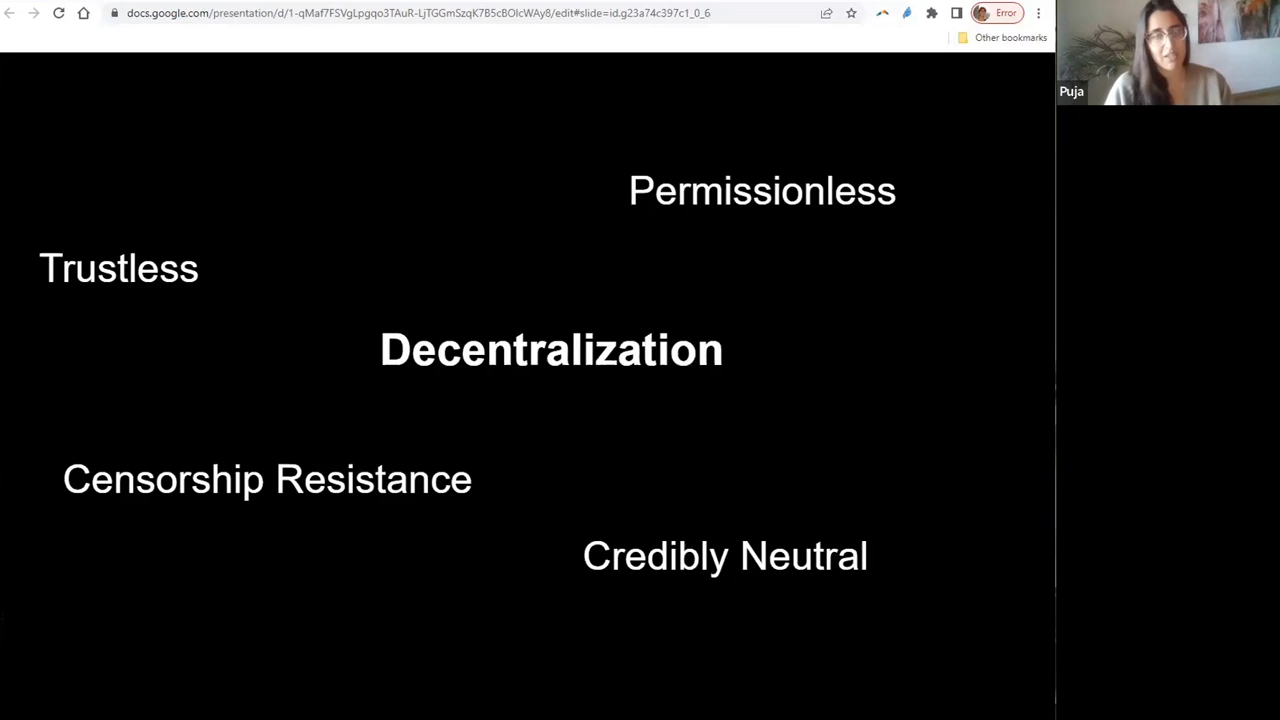 docs.google.com/presentation/d/1-qMaf7FSVgLpgqo3TAuR-LjTGGmSzqK7B5cBOIcWAy8/edit#slide=id.g23a74c397c1_0_6
Error
Other bookmarks
Puja
Permissionless
Trustless
Decentralization
Censorship Resistance
Credibly Neutral